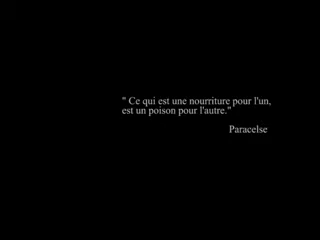 " Ce qui est une nourriture pour l'un,
est un poison pour l'autre."
Paracelse